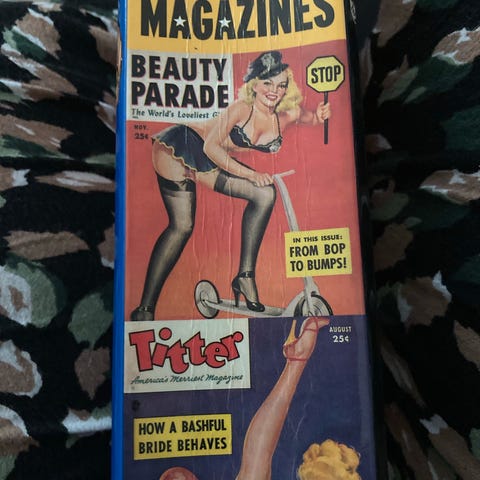 MAGAZINES
BEAUTY
PARADE
The World's Loveliest
NOV.
25¢
STOP
IN THIS ISSUE:
FROM BOP
TO BUMPS!
Titter
America's Merriest Magazine
AUGUST
25¢
HOW A BASHFUL
BRIDE BEHAVES